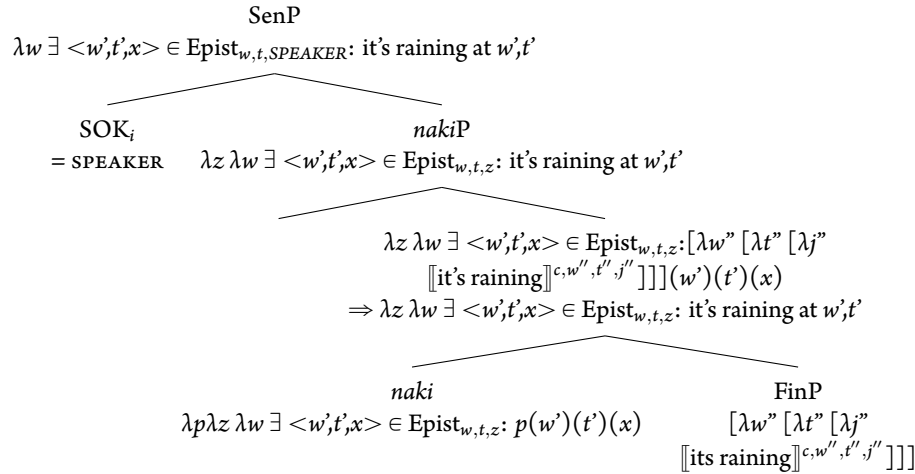 SenP
λw ∃ <w',t',x> ∈ Epist_{w,t,SPEAKER}: it's raining at w',t'
SOK_i
= SPEAKER
nakiP
λz λw ∃ <w',t',x> ∈ Epist_{w,t,z}: it's raining at w',t'
λz λw ∃ <w',t',x> ∈ Epist_{w,t,z}:[λw” [λt” [λj”
⟦it's raining⟧^{c,w'',t'',j''} ]]](w')(t')(x)
⇒ λz λw ∃ <w',t',x> ∈ Epist_{w,t,z}: it's raining at w',t'
naki
λpλz λw ∃ <w',t',x> ∈ Epist_{w,t,z}: p(w')(t')(x)
FinP
[λw” [λt” [λj”
⟦its raining⟧^{c,w'',t'',j''} ]]]